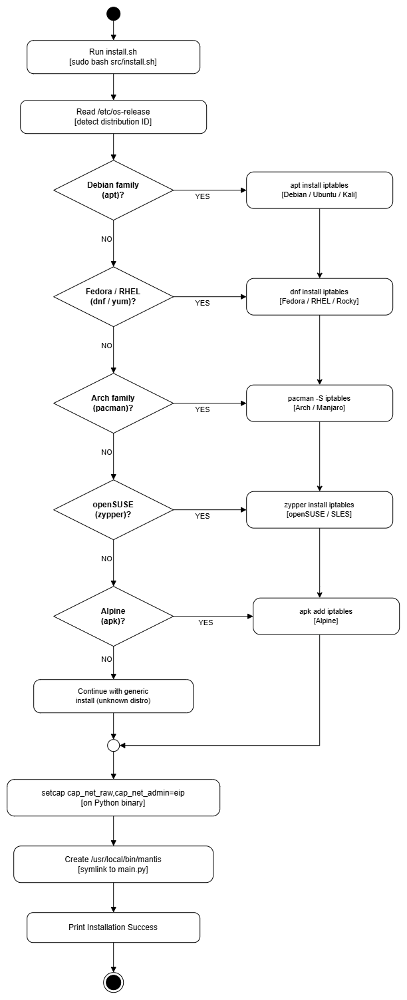 Run install.sh
[sudo bash src/install.sh]
Read /etc/os-release
[detect distribution ID]
Debian family
(apt)?
YES
apt install iptables
[Debian / Ubuntu / Kali]
NO
Fedora / RHEL
(dnf / yum)?
YES
dnf install iptables
[Fedora / RHEL / Rocky]
NO
Arch family
(pacman)?
YES
pacman -S iptables
[Arch / Manjaro]
NO
openSUSE
(zypper)?
YES
zypper install iptables
[openSUSE / SLES]
NO
Alpine
(apk)?
YES
apk add iptables
[Alpine]
NO
Continue with generic
install (unknown distro)
setcap cap_net_raw,cap_net_admin=eip
[on Python binary]
Create /usr/local/bin/mantis
[symlink to main.py]
Print Installation Success